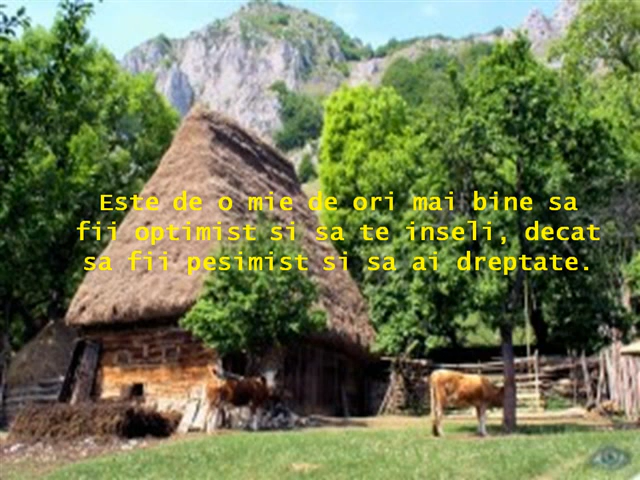 Este de o mie de ori mai bine sa
fii optimist si sa te inseli, decat
sa fii pesimist si sa ai dreptate.